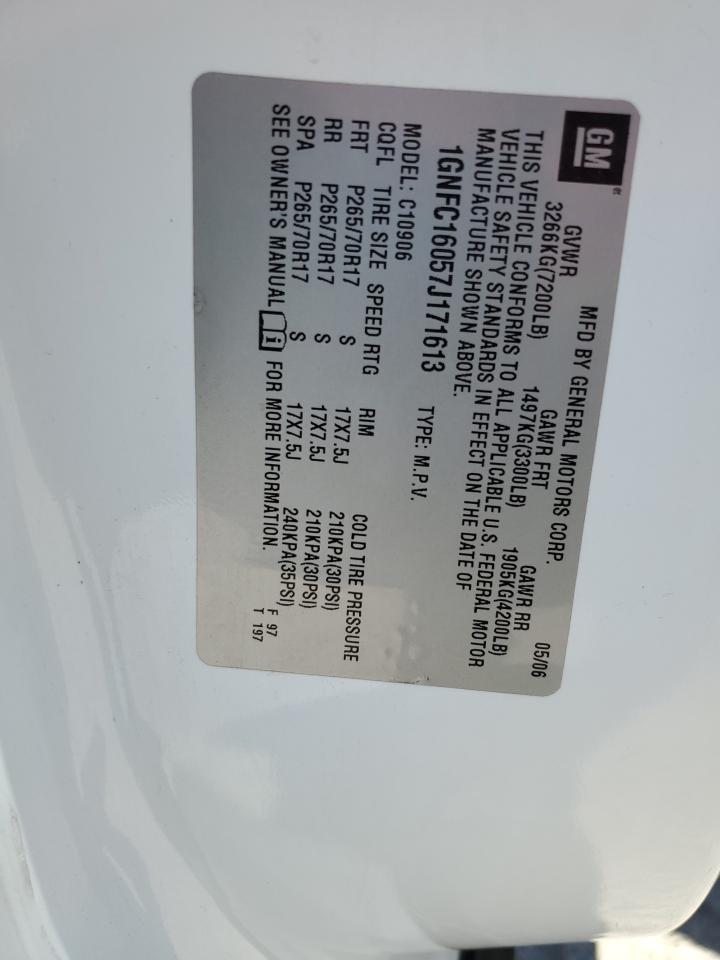 GM
MFD BY GENERAL MOTORS CORP. 05/06
GVWR GAWR FRT GAWR RR
3266KG(7200LB) 1497KG(3300LB) 1905KG(4200LB)
THIS VEHICLE CONFORMS TO ALL APPLICABLE U.S. FEDERAL MOTOR
VEHICLE SAFETY STANDARDS IN EFFECT ON THE DATE OF
MANUFACTURE SHOWN ABOVE.
1GNFC16057J171613 TYPE: M.P.V.
MODEL: C10906
CQFL TIRE SIZE SPEED RTG RIM COLD TIRE PRESSURE
FRT P265/70R17 S 17X7.5J 210KPA(30PSI)
RR P265/70R17 S 17X7.5J 210KPA(30PSI)
SPA P265/70R17 S 17X7.5J 240KPA(35PSI)
SEE OWNER'S MANUAL FOR MORE INFORMATION. F 97
T 197